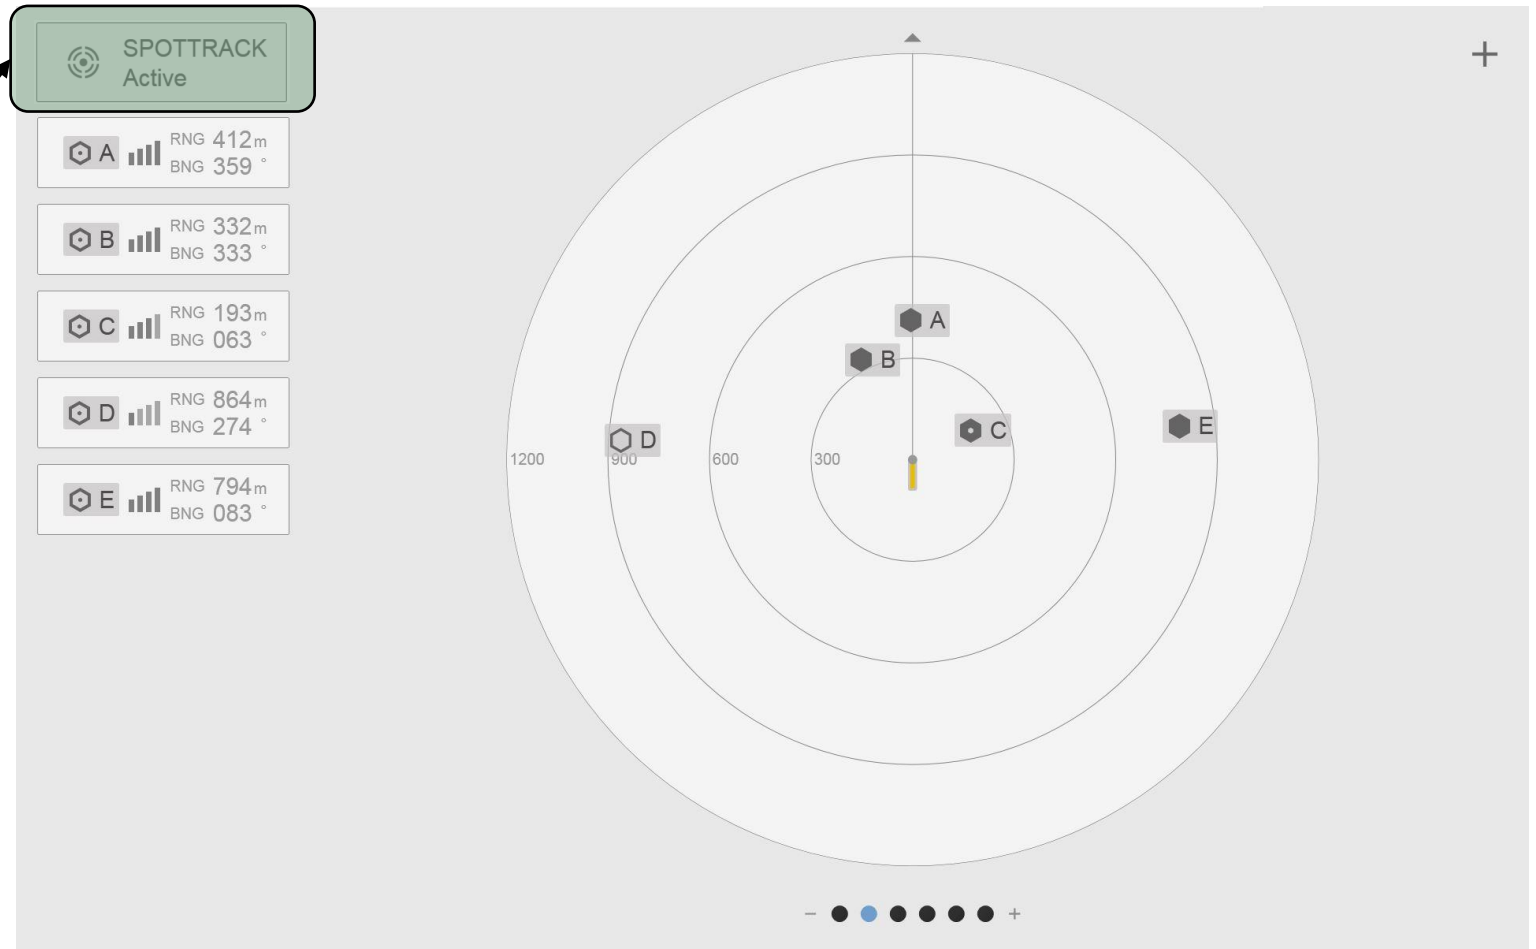 SPOTTRACK
Active
A RNG 412m
BNG 359 °
B RNG 332m
BNG 333 °
C RNG 193m
BNG 063 °
D RNG 864m
BNG 274 °
E RNG 794m
BNG 083 °
A
B
C
E
D
1200 900 600 300